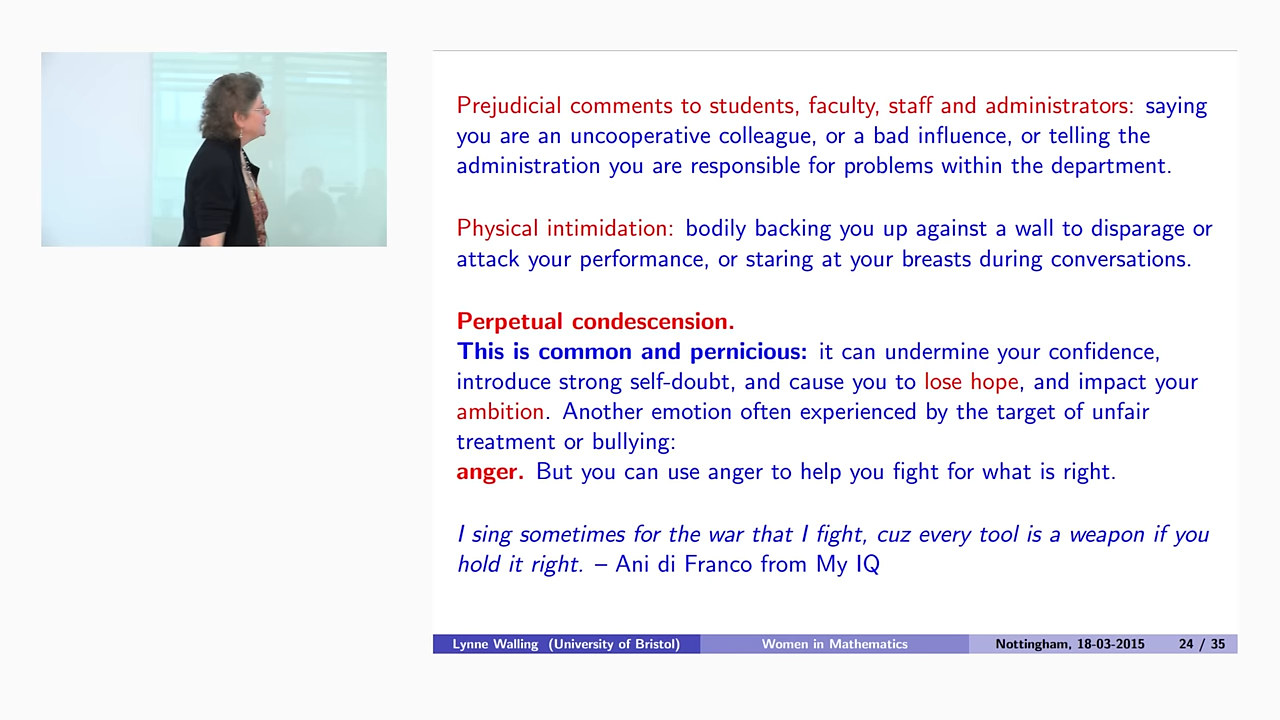 Prejudicial comments to students, faculty, staff and administrators: saying
you are an uncooperative colleague, or a bad influence, or telling the
administration you are responsible for problems within the department.
Physical intimidation: bodily backing you up against a wall to disparage or
attack your performance, or staring at your breasts during conversations.
Perpetual condescension.
This is common and pernicious: it can undermine your confidence,
introduce strong self-doubt, and cause you to lose hope, and impact your
ambition. Another emotion often experienced by the target of unfair
treatment or bullying:
anger. But you can use anger to help you fight for what is right.
I sing sometimes for the war that I fight, cuz every tool is a weapon if you
hold it right. – Ani di Franco from My IQ
Lynne Walling (University of Bristol) Women in Mathematics Nottingham, 18-03-2015 24 / 35